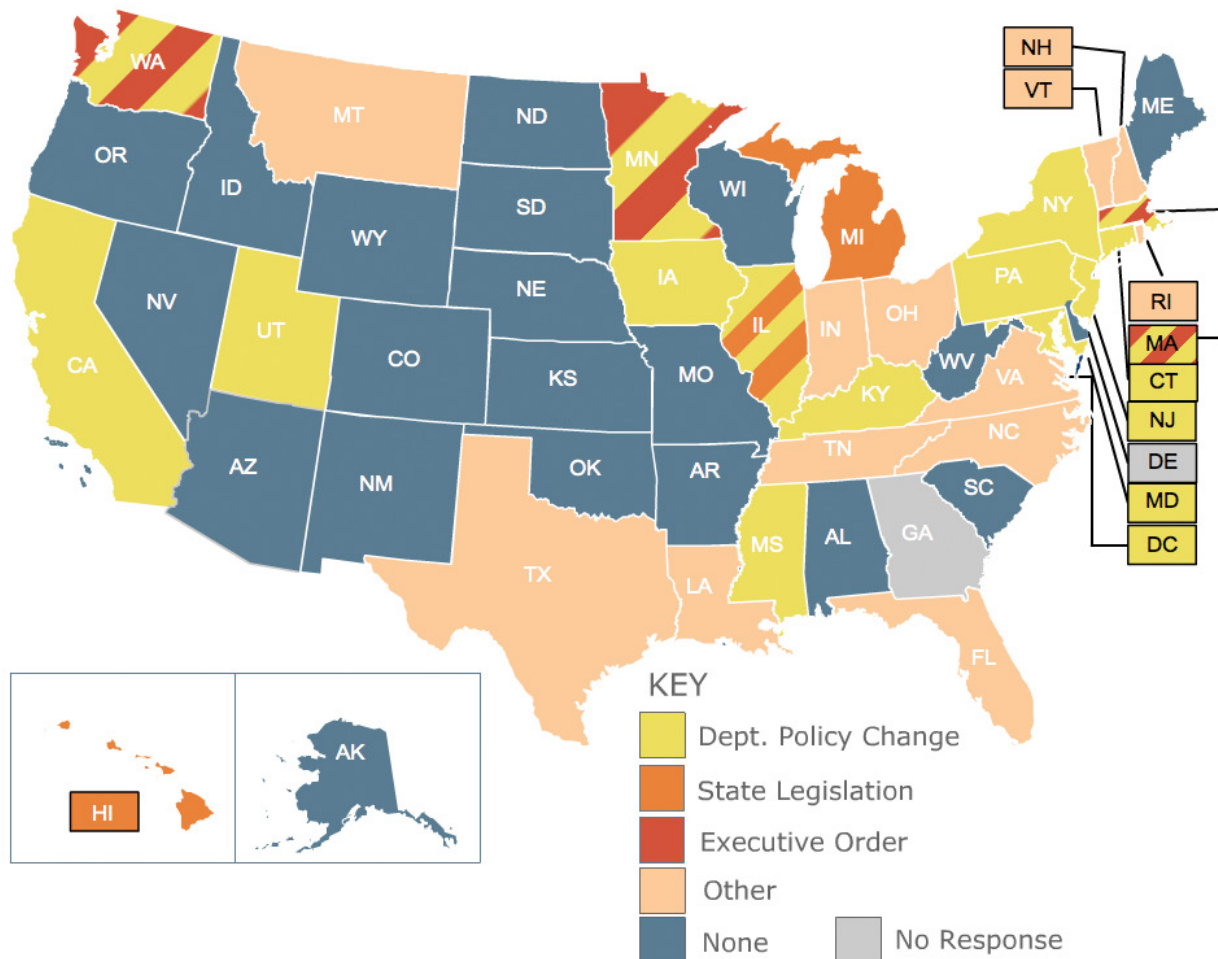 NH
VT
WA
MT
ND
MN
ME
OR
ID
SD
WI
NY
WY
MI
IA
PA
NE
NV
UT
IL
IN
OH
RI
CA
CO
KS
MO
WV
VA
MA
KY
CT
NJ
TN
NC
DE
AZ
NM
OK
AR
SC
MD
MS
AL
GA
DC
TX
LA
FL
KEY
Dept. Policy Change
AK
State Legislation
HI
Executive Order
Other
None
No Response